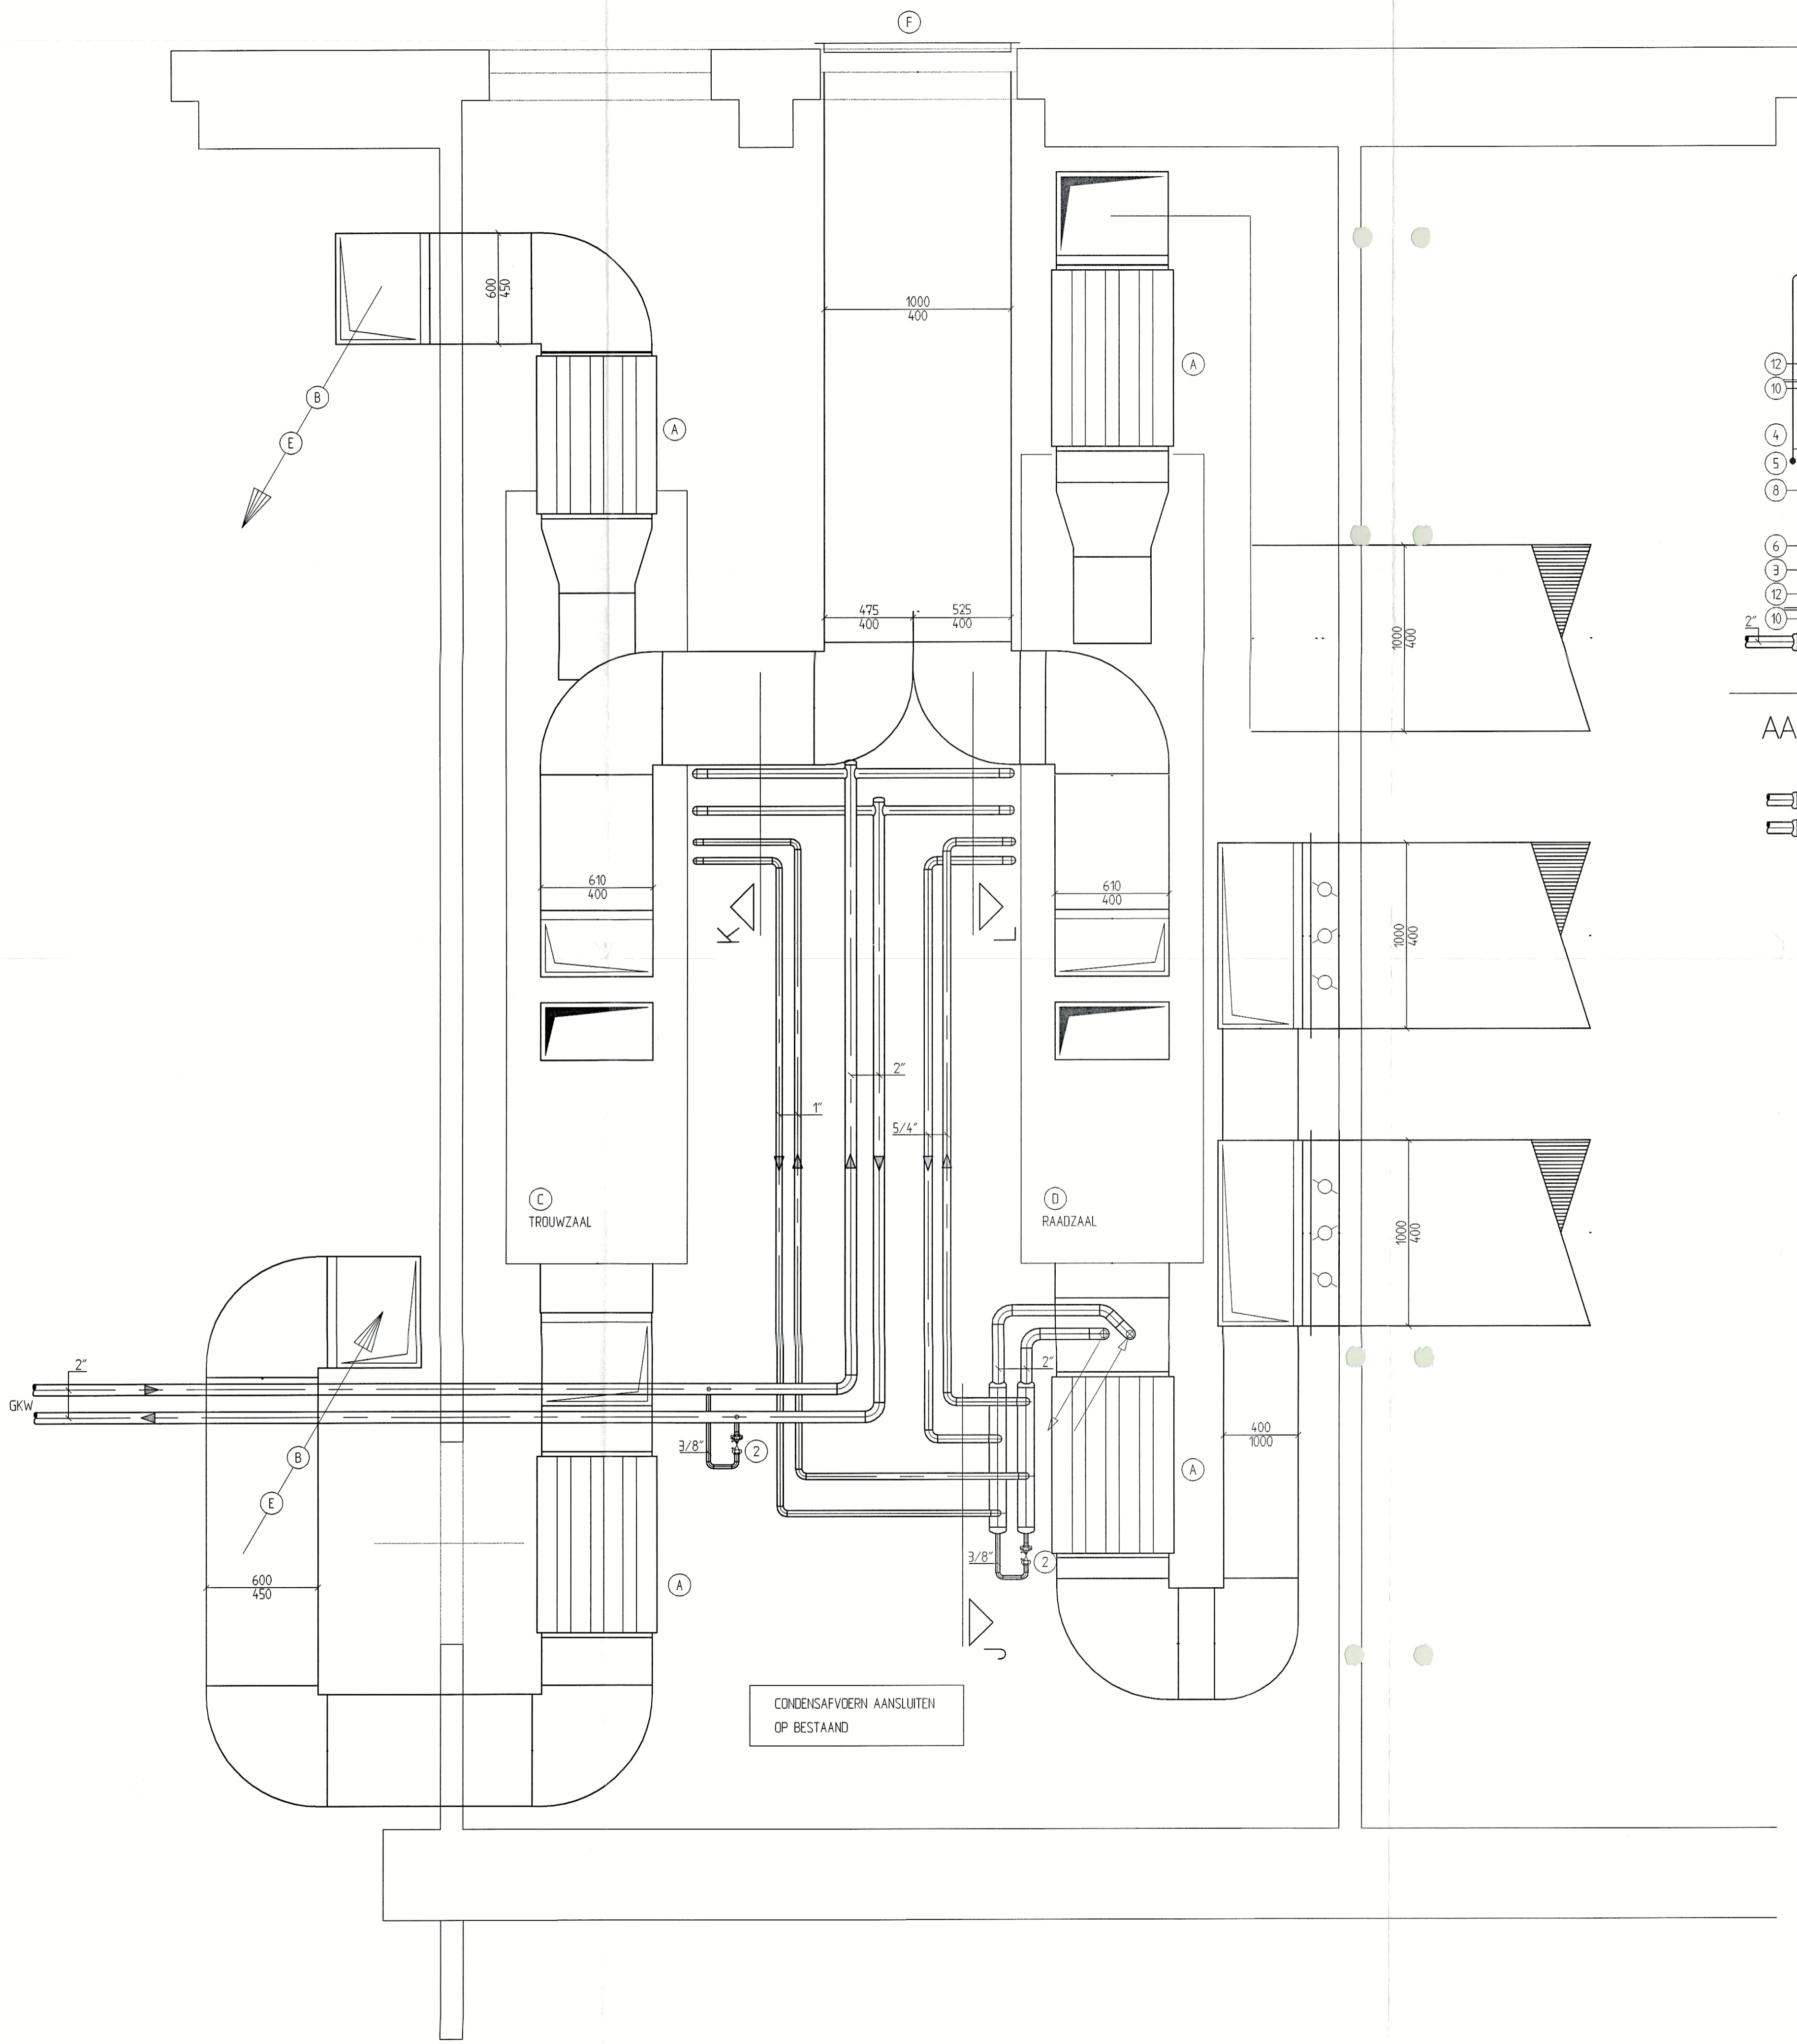 F
600
450
1000
400
A
B
E
A
12
10
4
5
8
6
3
12
10
2"
475
400
525
400
1000
400
AA
610
400
610
400
K
L
1000
400
2"
1"
5/4"
C
TROUWZAAL
D
RAADZAAL
1000
400
2"
GKW
2"
3/8"
2
B
E
400
1000
A
3/8"
2
600
450
A
J
CONDENSAFVOERN AANSLUITEN
OP BESTAAND